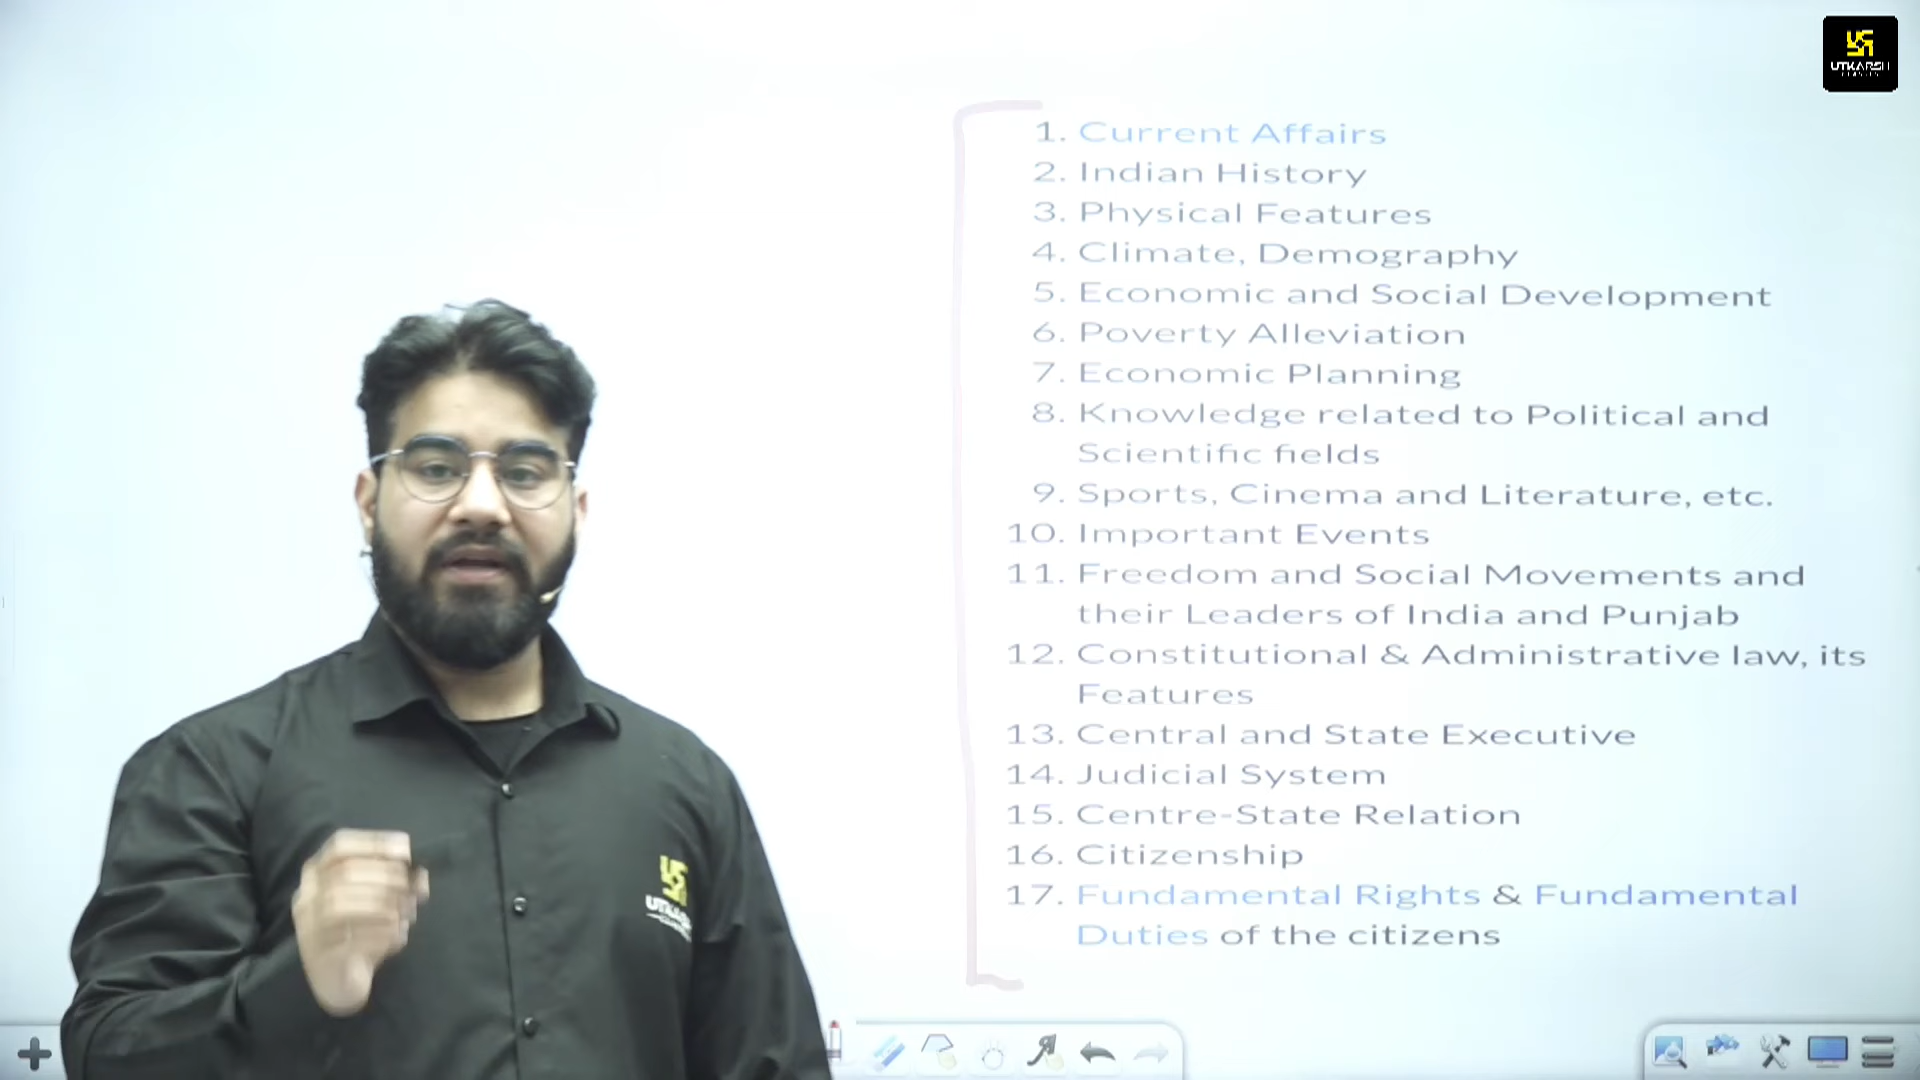 UTKARSH
CLASSES
1. Current Affairs
2. Indian History
3. Physical Features
4. Climate, Demography
5. Economic and Social Development
6. Poverty Alleviation
7. Economic Planning
8. Knowledge related to Political and
Scientific fields
9. Sports, Cinema and Literature, etc.
10. Important Events
11. Freedom and Social Movements and
their Leaders of India and Punjab
12. Constitutional & Administrative law, its
Features
13. Central and State Executive
14. Judicial System
15. Centre-State Relation
16. Citizenship
17. Fundamental Rights & Fundamental
Duties of the citizens